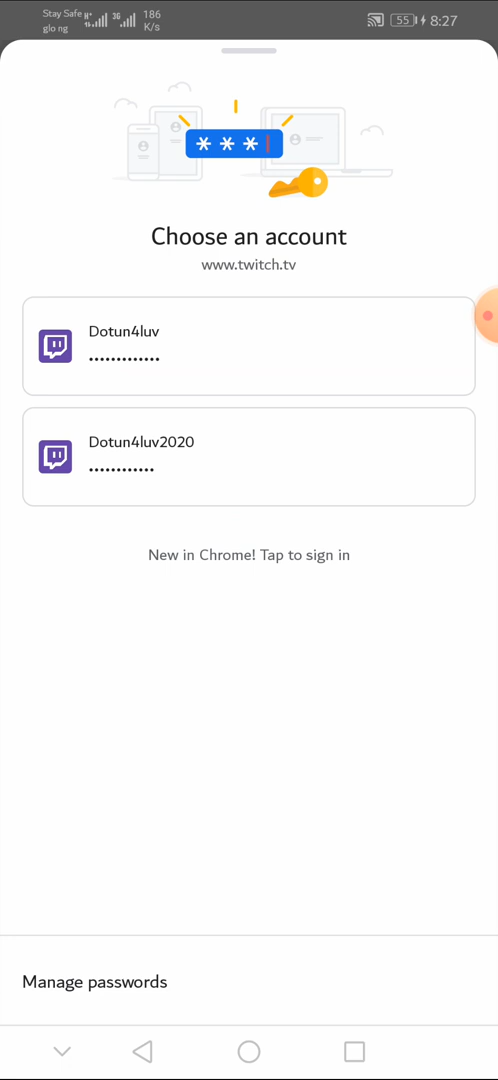 Stay Safe H+ 3G 186 55 8:27
glo ng K/s
***
Choose an account
www.twitch.tv
Dotun4luv
•••••••••••••
Dotun4luv2020
••••••••••••
New in Chrome! Tap to sign in
Manage passwords